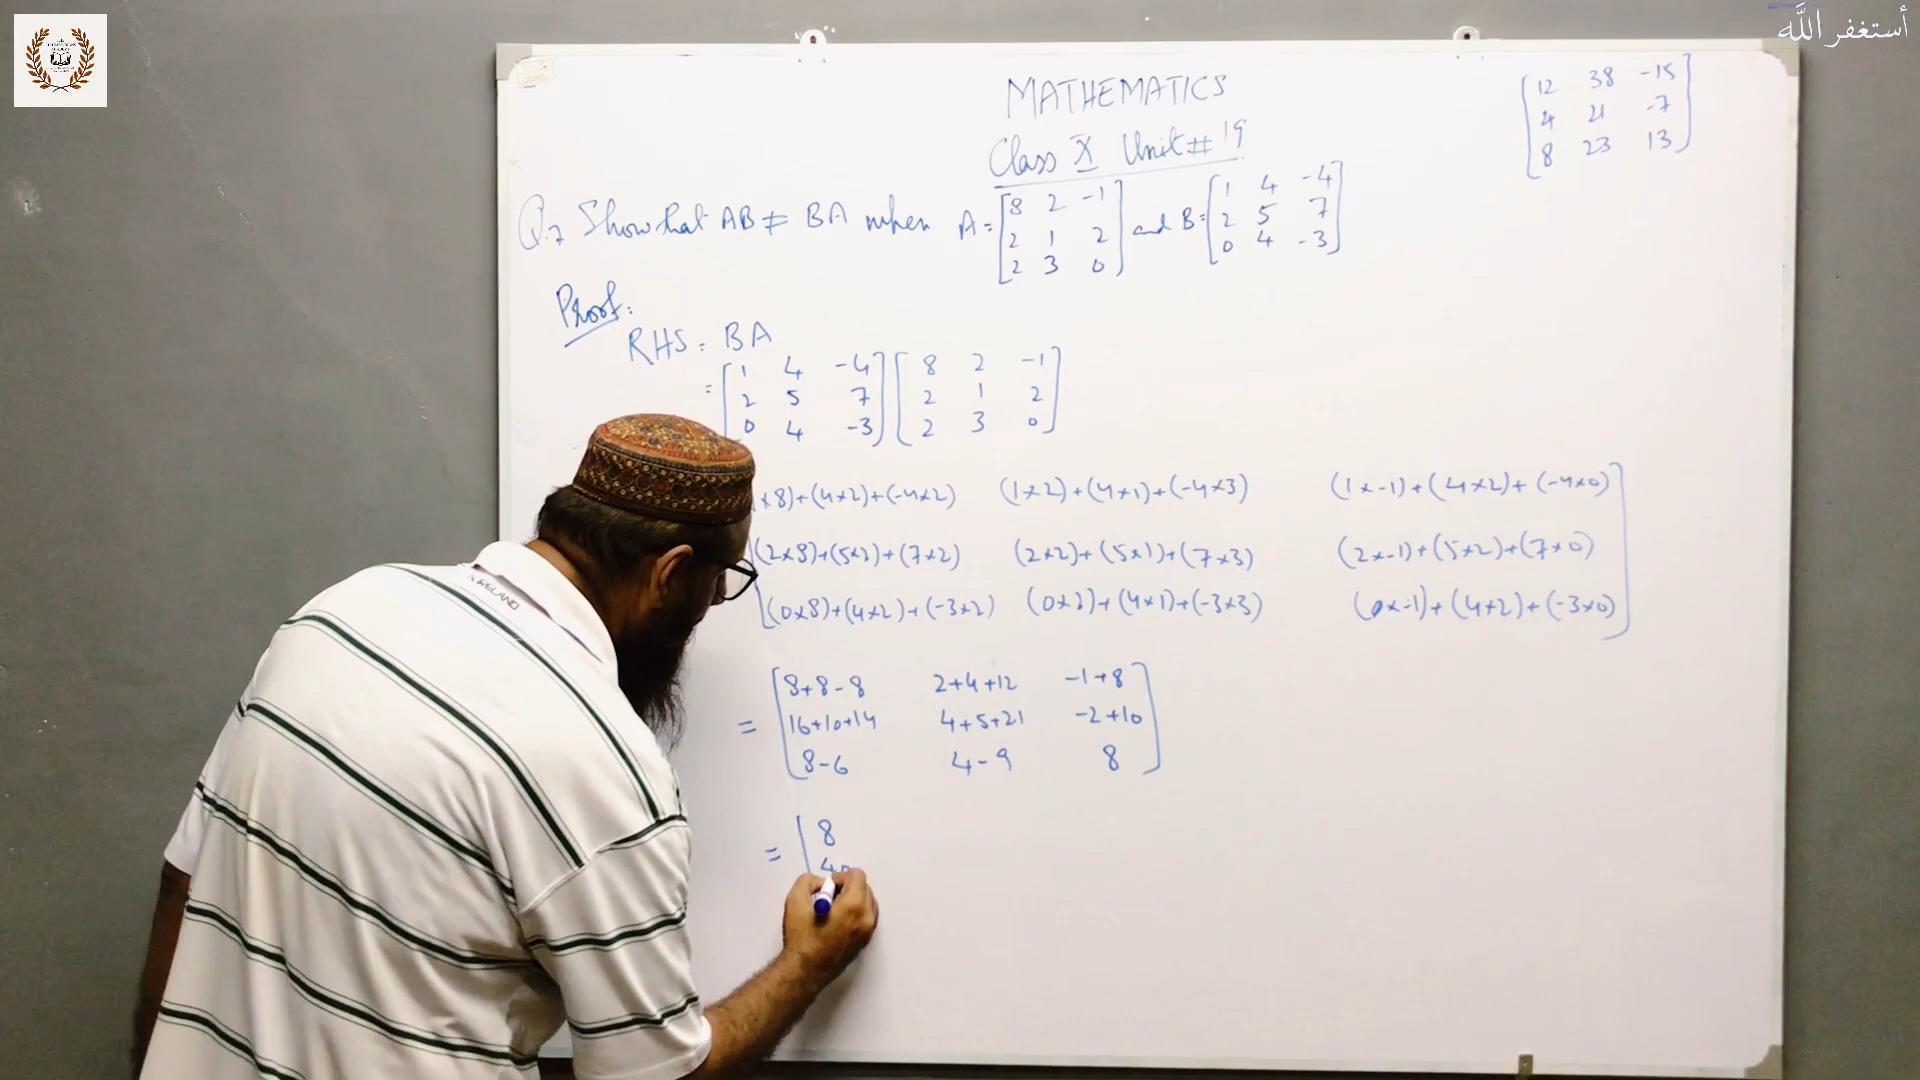 أستغفر الله
MATHEMATICS
Class X Unit # 19
12 38 -15
4 21 -7
8 23 13
Q.7 Show that AB ≠ BA when A = [8 2 -1] and B = [1 4 -4]
2 1 2 2 5 7
2 3 0 0 4 -3
Proof:
RHS = BA
= [1 4 -4] [8 2 -1]
2 5 7 2 1 2
0 4 -3 2 3 0
×8)+(4×2)+(-4×2) (1×2)+(4×1)+(-4×3) (1×-1)+(4×2)+(-4×0)
(2×8)+(5×2)+(7×2) (2×2)+(5×1)+(7×3) (2×-1)+(5×2)+(7×0)
(0×8)+(4×2)+(-3×2) (0×2)+(4×1)+(-3×3) (0×-1)+(4×2)+(-3×0)
= [8+8-8 2+4+12 -1+8]
16+10+14 4+5+21 -2+10
8-6 4-9 8
= [8
40
N.IRELAND